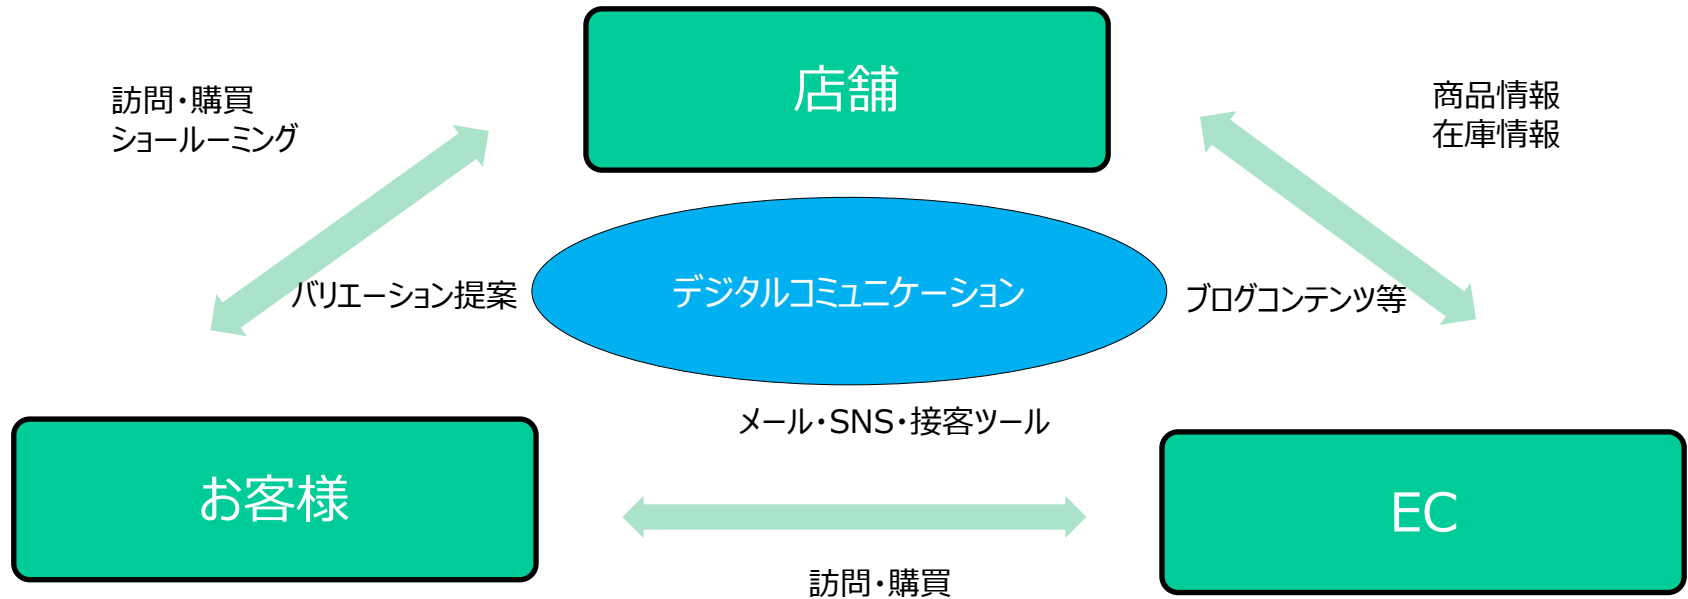 店舗
訪問・購買
ショールーミング
商品情報
在庫情報
バリエーション提案
デジタルコミュニケーション
ブログコンテンツ等
メール・SNS・接客ツール
お客様
EC
訪問・購買